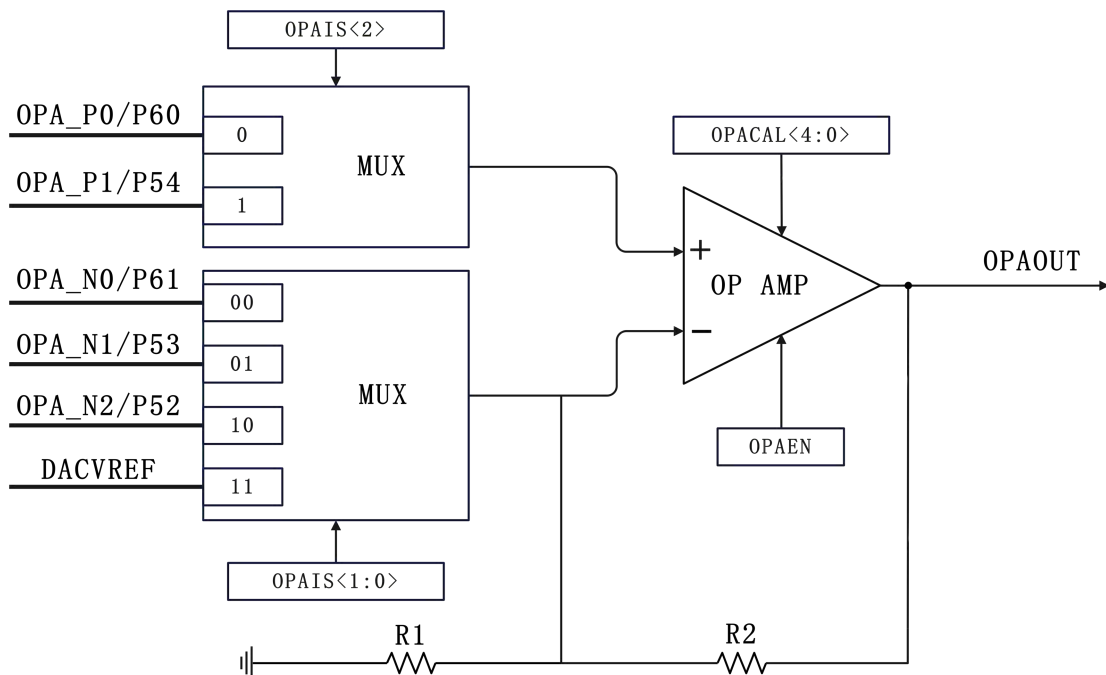 OPAIS<2>
OPA_P0/P60
0
MUX
OPA_P1/P54
1
OPACAL<4:0>
+
OP AMP
−
OPAOUT
OPA_N0/P61
00
OPA_N1/P53
01
MUX
OPA_N2/P52
10
DACVREF
11
OPAEN
OPAIS<1:0>
R1
R2